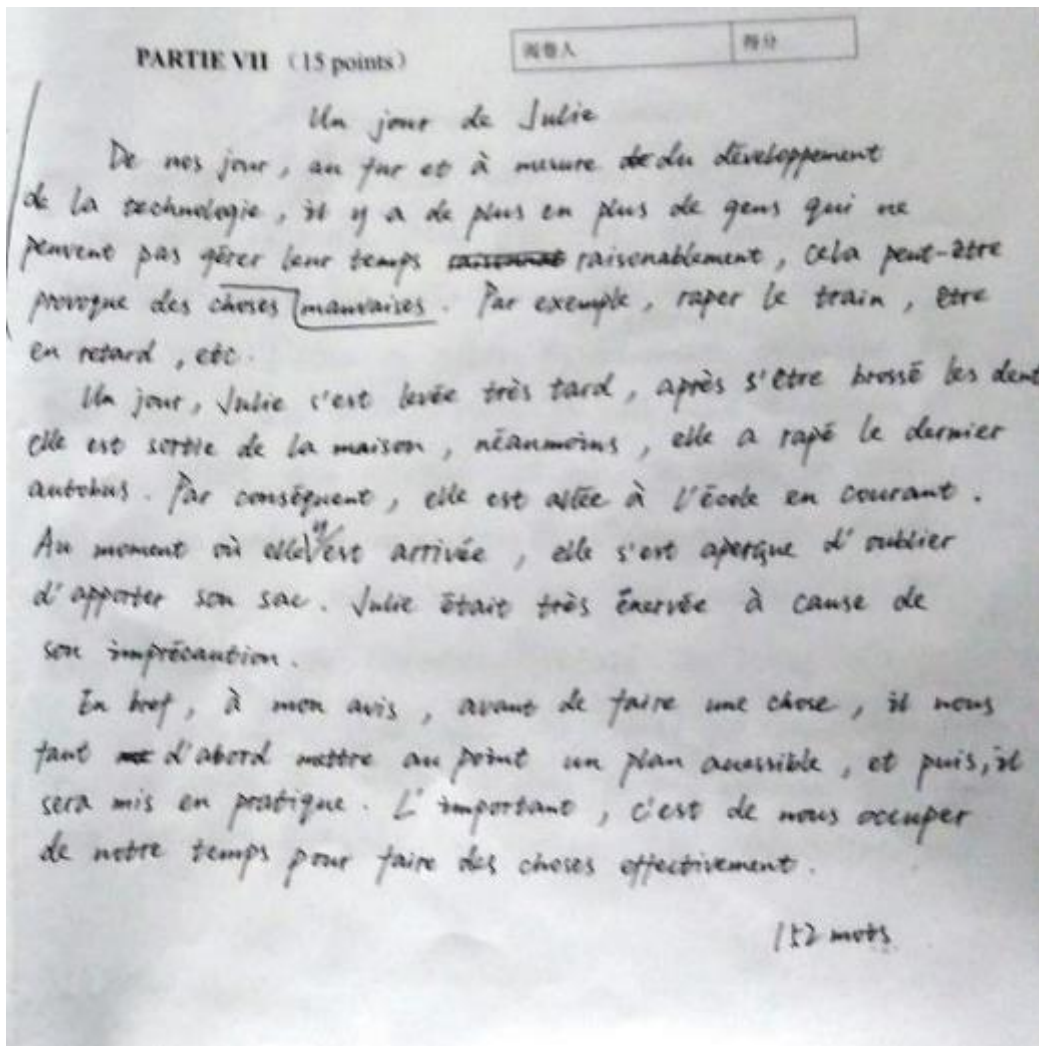 PARTIE VII （15 points）
阅卷人 得分
Un jour de Julie
De nos jour, au fur et à mesure de du développement
de la technologie, il y a de plus en plus de gens qui ne
peuvent pas gérer leur temps raisonablement, cela peut-être
provoque des choses mauvaises. Par exemple, raper le train, être
en retard, etc.
Un jour, Julie s'est levée très tard, après s'être brossé les dent
elle est sortie de la maison, néanmoins, elle a rapé le dernier
autobus. Par conséquent, elle est allée à l'école en courant.
Au moment où elle y est arrivée, elle s'est aperçue d'oublier
d'apporter son sac. Julie était très énervée à cause de
son imprécaution.
En bref, à mon avis, avant de faire une chose, il nous
faut d'abord mettre au point un plan accessible, et puis, il
sera mis en pratique. L'important, c'est de nous occuper
de notre temps pour faire des choses effectivement.
152 mots